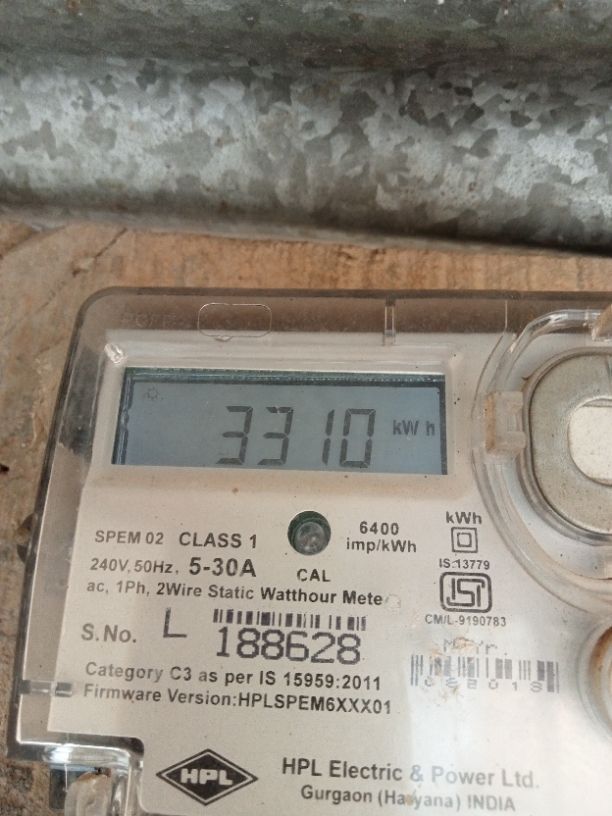 3310 kWh
SPEM 02 CLASS 1
240V, 50Hz, 5-30A
ac, 1Ph, 2Wire Static Watthour Mete
CAL
6400
imp/kWh
kWh
IS:13779
ISI
CM/L-9190783
S.No. L 188628
Category C3 as per IS 15959:2011
Firmware Version:HPLSPEM6XXX01
HPL
HPL Electric & Power Ltd.
Gurgaon (Haryana) INDIA